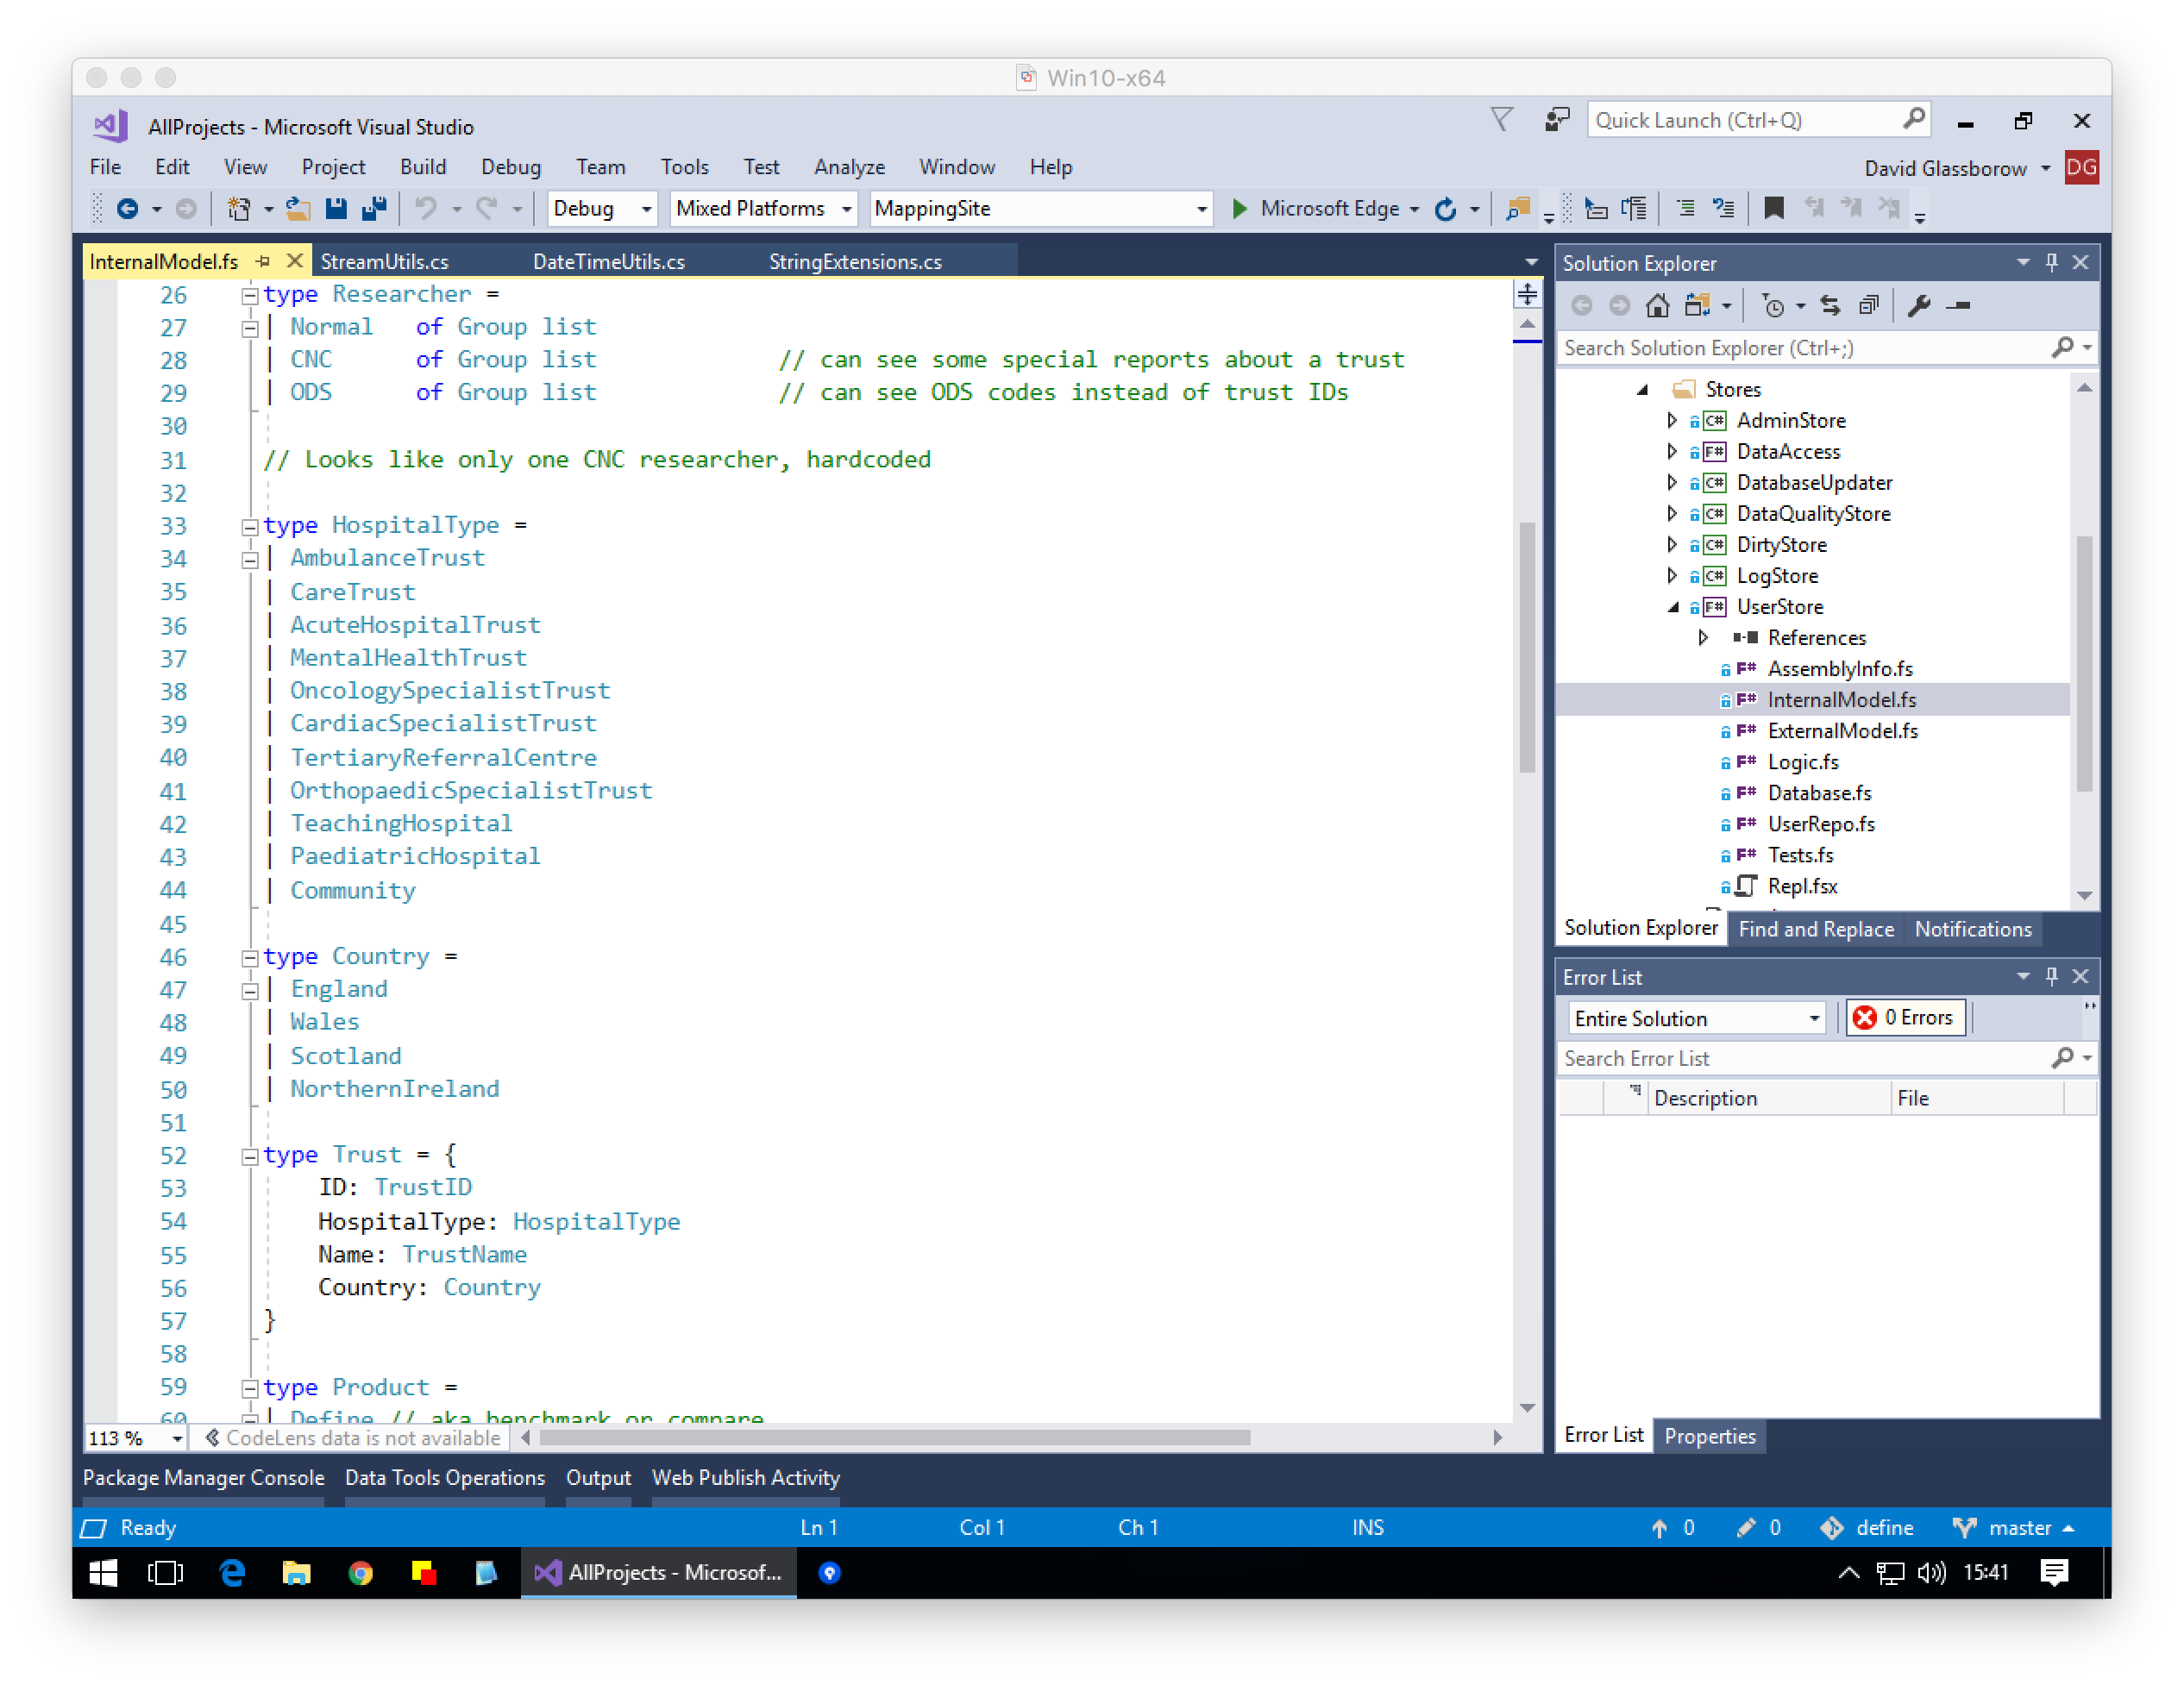 Win10-x64
AllProjects - Microsoft Visual Studio
Quick Launch (Ctrl+Q)
File Edit View Project Build Debug Team Tools Test Analyze Window Help
David Glassborow DG
Debug Mixed Platforms MappingSite Microsoft Edge
InternalModel.fs StreamUtils.cs DateTimeUtils.cs StringExtensions.cs
26 type Researcher =
27 | Normal of Group list
28 | CNC of Group list // can see some special reports about a trust
29 | ODS of Group list // can see ODS codes instead of trust IDs
30
31 // Looks like only one CNC researcher, hardcoded
32
33 type HospitalType =
34 | AmbulanceTrust
35 | CareTrust
36 | AcuteHospitalTrust
37 | MentalHealthTrust
38 | OncologySpecialistTrust
39 | CardiacSpecialistTrust
40 | TertiaryReferralCentre
41 | OrthopaedicSpecialistTrust
42 | TeachingHospital
43 | PaediatricHospital
44 | Community
45
46 type Country =
47 | England
48 | Wales
49 | Scotland
50 | NorthernIreland
51
52 type Trust = {
53 ID: TrustID
54 HospitalType: HospitalType
55 Name: TrustName
56 Country: Country
57 }
58
59 type Product =
60 | Define // aka benchmark or compare
113 % CodeLens data is not available
Solution Explorer
Search Solution Explorer (Ctrl+;)
Stores
C# AdminStore
F# DataAccess
C# DatabaseUpdater
C# DataQualityStore
C# DirtyStore
C# LogStore
F# UserStore
References
F# AssemblyInfo.fs
F# InternalModel.fs
F# ExternalModel.fs
F# Logic.fs
F# Database.fs
F# UserRepo.fs
F# Tests.fs
Repl.fsx
Solution Explorer Find and Replace Notifications
Error List
Entire Solution 0 Errors
Search Error List
Description File
Error List Properties
Package Manager Console Data Tools Operations Output Web Publish Activity
Ready Ln 1 Col 1 Ch 1 INS 0 0 define master
AllProjects - Microsof... 15:41